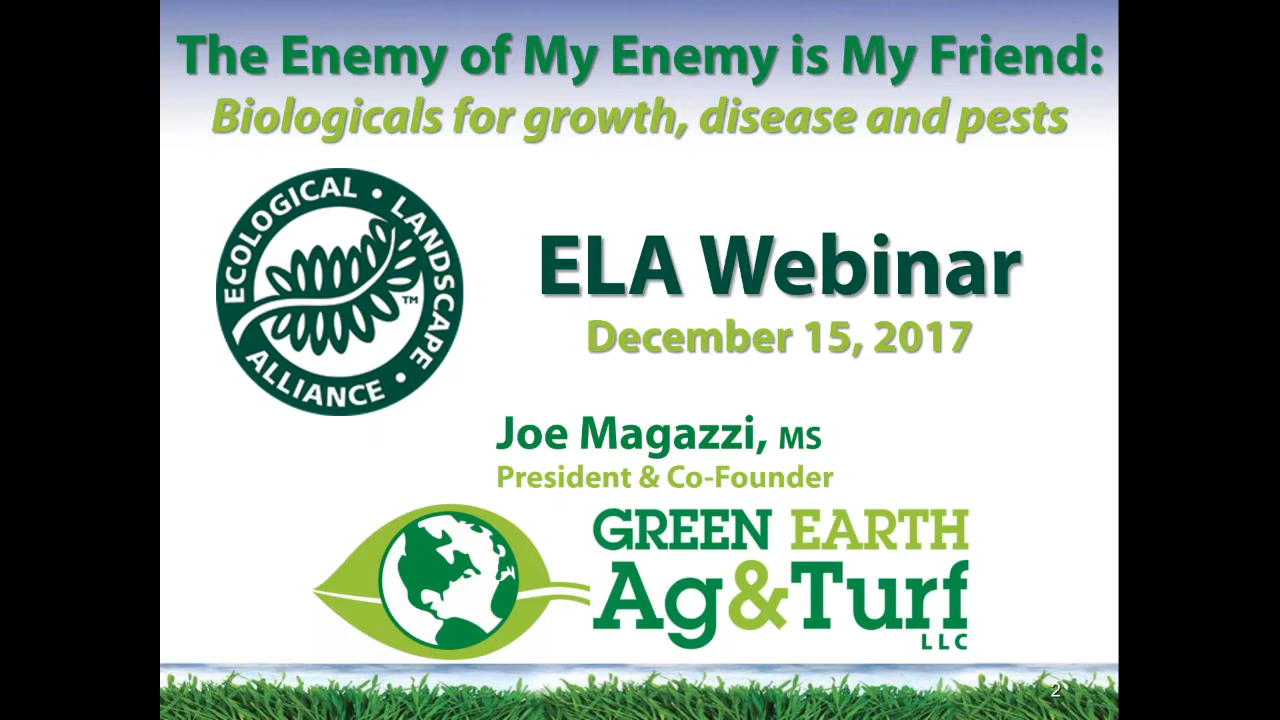 The Enemy of My Enemy is My Friend:
Biologicals for growth, disease and pests
ECOLOGICAL • LANDSCAPE • ALLIANCE
TM
ELA Webinar
December 15, 2017
Joe Magazzi, MS
President & Co-Founder
GREEN EARTH
Ag&Turf
LLC
2